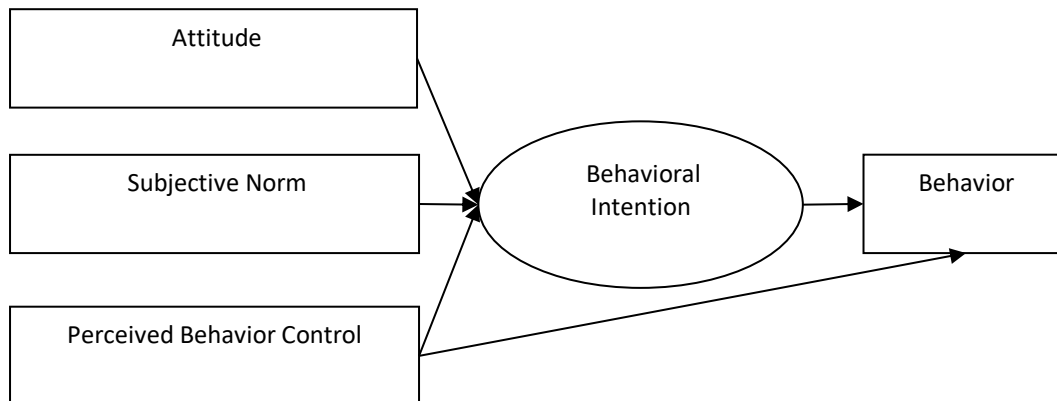 Attitude
Subjective Norm
Behavioral
Intention
Behavior
Perceived Behavior Control